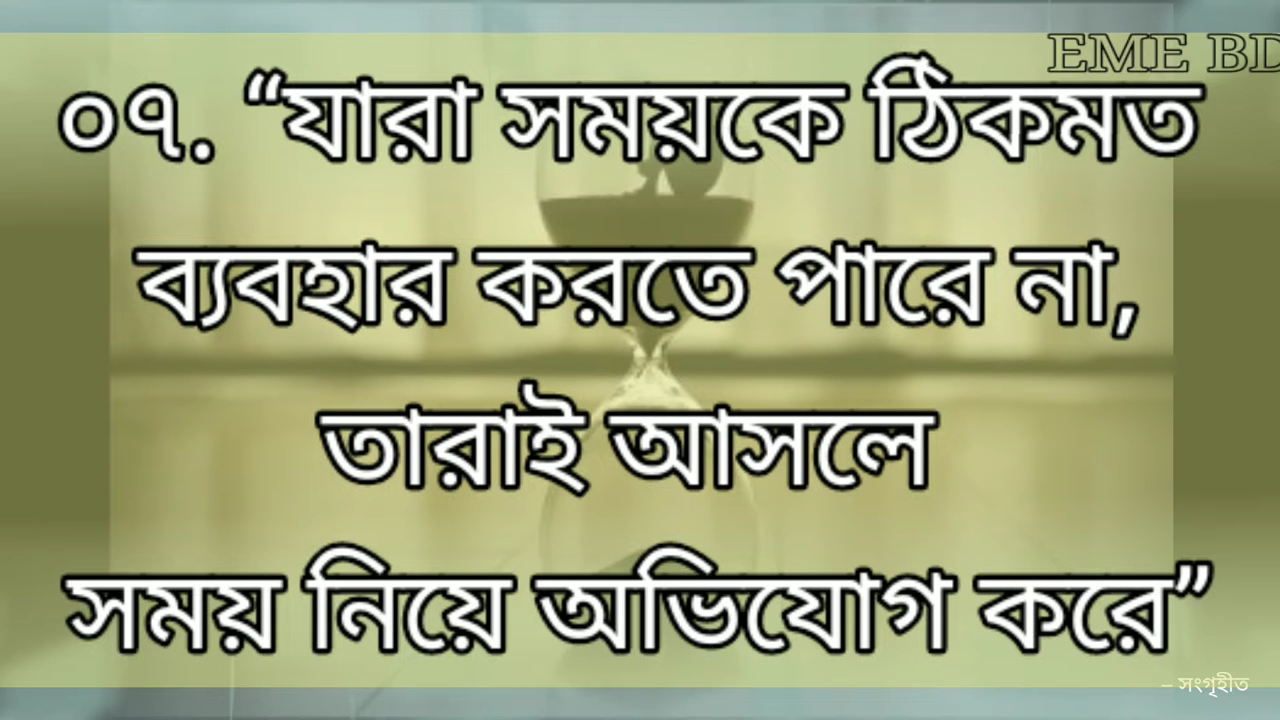 EME BD
০৭. “যারা সময়কে ঠিকমত
ব্যবহার করতে পারে না,
তারাই আসলে
সময় নিয়ে অভিযোগ করে”
– সংগৃহীত